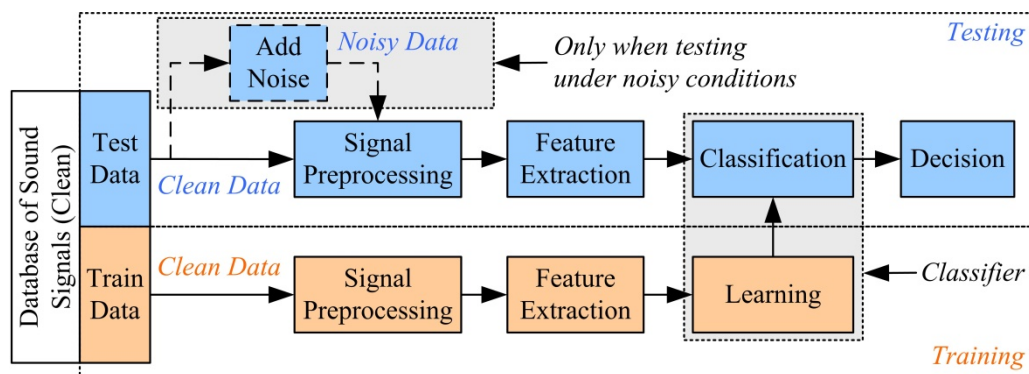 Add
Noise
Noisy Data
Only when testing
under noisy conditions
Testing
Database of Sound
Signals (Clean)
Test
Data
Clean Data
Signal
Preprocessing
Feature
Extraction
Classification
Decision
Train
Data
Clean Data
Signal
Preprocessing
Feature
Extraction
Learning
Classifier
Training